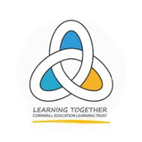 LEARNING TOGETHER
CORNWALL EDUCATION LEARNING TRUST